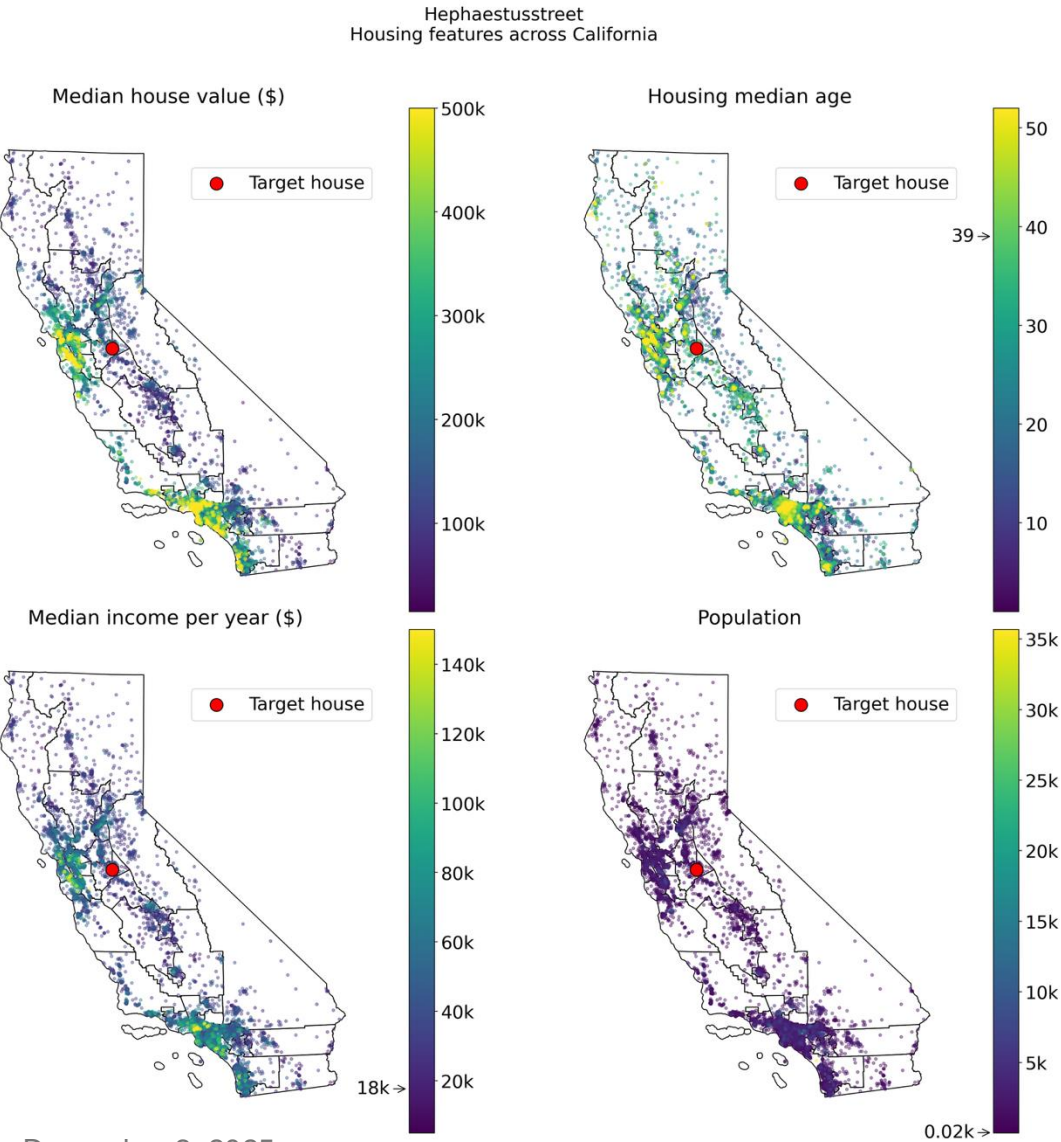 Hephaestusstreet
Housing features across California
Median house value ($)
Target house
500k
400k
300k
200k
100k
Housing median age
Target house
50
40
39
30
20
10
Median income per year ($)
Target house
140k
120k
100k
80k
60k
40k
20k
18k
Population
Target house
35k
30k
25k
20k
15k
10k
5k
0.02k